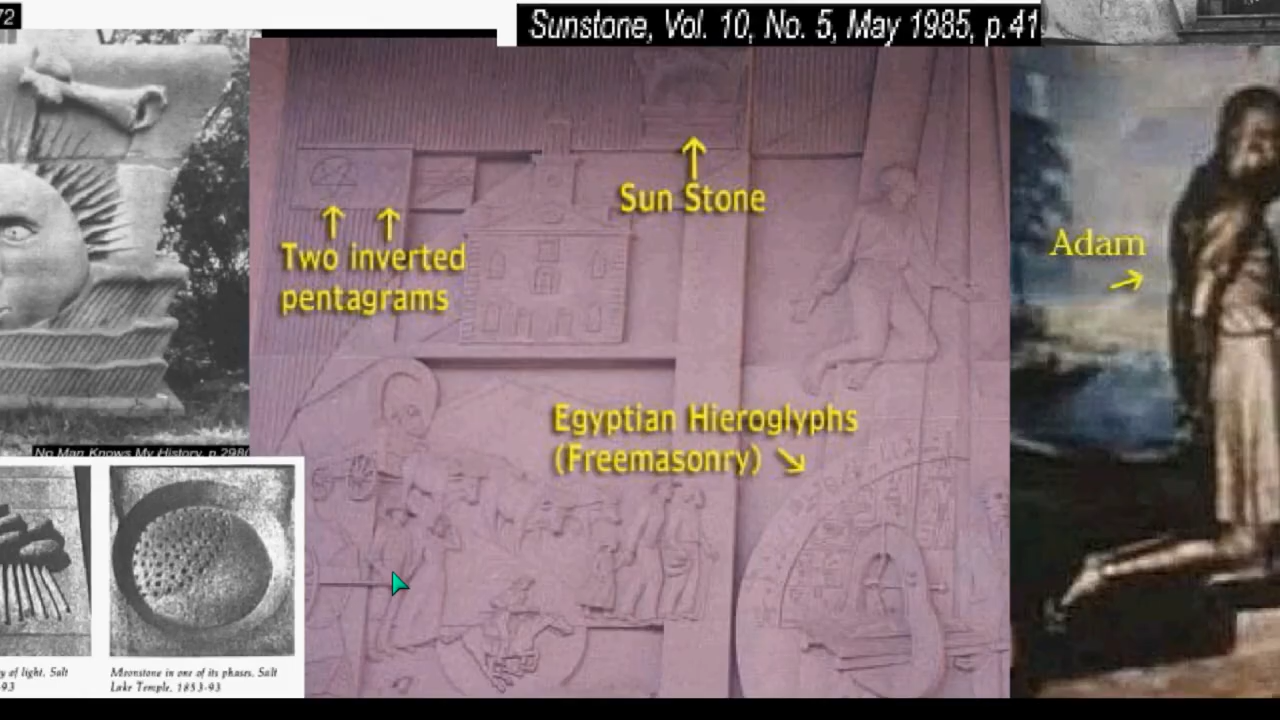 72
Sunstone, Vol. 10, No. 5, May 1985, p.41
Sun Stone
Two inverted
pentagrams
Adam
Egyptian Hieroglyphs
(Freemasonry)
No Man Knows My History, p.298
y of light, Salt
-93
Moonstone in one of its phases, Salt
Lake Temple, 1853-93